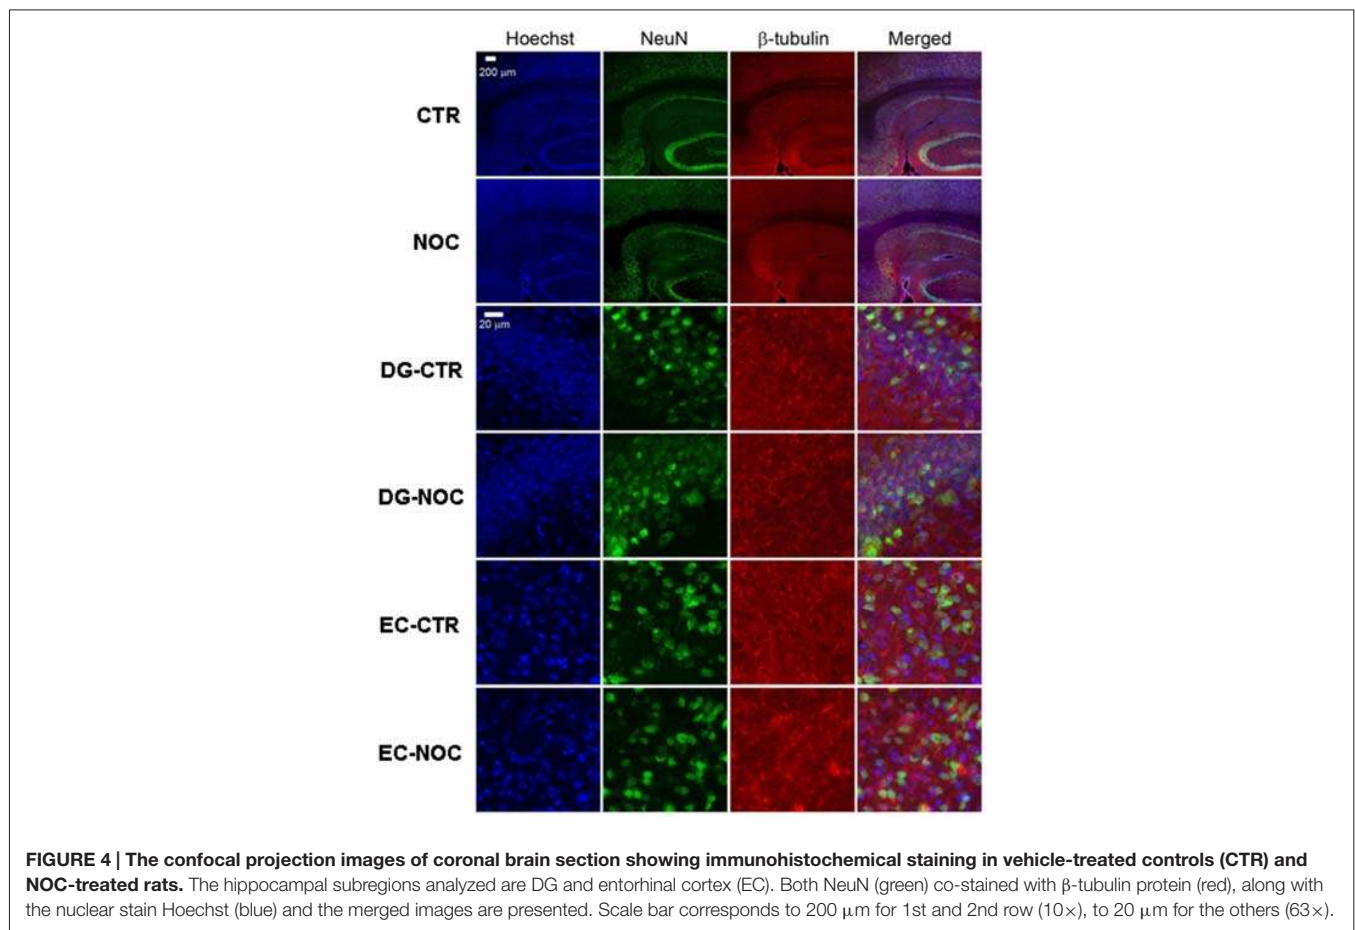 Hoechst NeuN β-tubulin Merged
200 μm
CTR
NOC
20 μm
DG-CTR
DG-NOC
EC-CTR
EC-NOC
FIGURE 4 | The confocal projection images of coronal brain section showing immunohistochemical staining in vehicle-treated controls (CTR) and
NOC-treated rats. The hippocampal subregions analyzed are DG and entorhinal cortex (EC). Both NeuN (green) co-stained with β-tubulin protein (red), along with
the nuclear stain Hoechst (blue) and the merged images are presented. Scale bar corresponds to 200 μm for 1st and 2nd row (10×), to 20 μm for the others (63×).